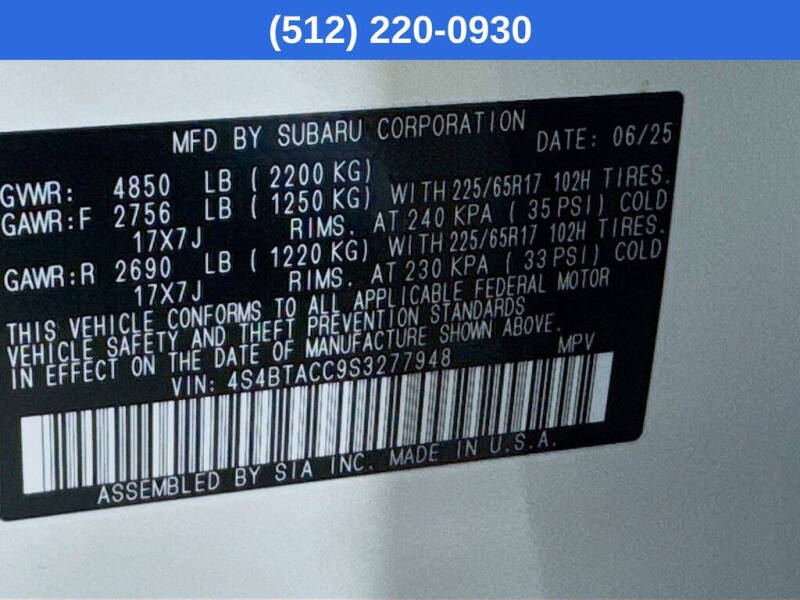 (512) 220-0930
MFD BY SUBARU CORPORATION DATE: 06/25
GVWR: 4850 LB ( 2200 KG)
GAWR:F 2756 LB ( 1250 KG) WITH 225/65R17 102H TIRES.
17X7J RIMS. AT 240 KPA ( 35 PSI) COLD
GAWR:R 2690 LB ( 1220 KG) WITH 225/65R17 102H TIRES.
17X7J RIMS. AT 230 KPA ( 33 PSI) COLD
THIS VEHICLE CONFORMS TO ALL APPLICABLE FEDERAL MOTOR
VEHICLE SAFETY AND THEFT PREVENTION STANDARDS
IN EFFECT ON THE DATE OF MANUFACTURE SHOWN ABOVE.
VIN: 4S4BTACC9S3277948 MPV
ASSEMBLED BY SIA INC. MADE IN U.S.A.